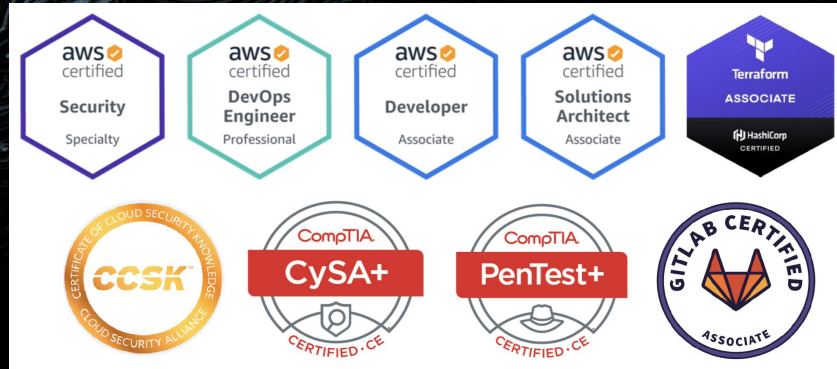 aws
certified
Security
Specialty
aws
certified
DevOps
Engineer
Professional
aws
certified
Developer
Associate
aws
certified
Solutions
Architect
Associate
Terraform
ASSOCIATE
HashiCorp
CERTIFIED
CERTIFICATE OF CLOUD SECURITY KNOWLEDGE
CCSK™
CLOUD SECURITY ALLIANCE
CompTIA.
CySA+
CERTIFIED·CE
CompTIA.
PenTest+
CERTIFIED·CE
GITLAB CERTIFIED
ASSOCIATE